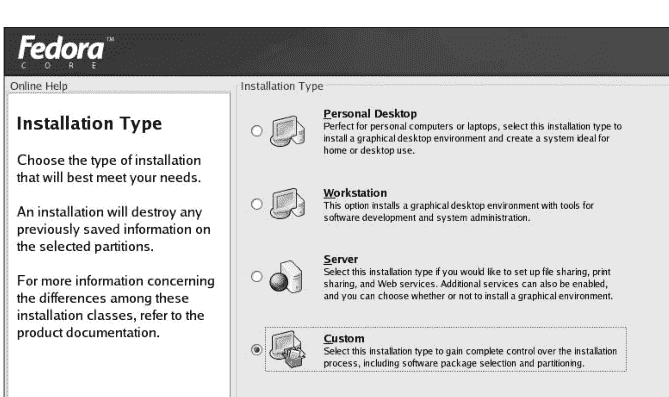 Fedora™
CORE
Online Help
Installation Type
Choose the type of installation
that will best meet your needs.
An installation will destroy any
previously saved information on
the selected partitions.
For more information concerning
the differences among these
installation classes, refer to the
product documentation.
Installation Type
Personal Desktop
Perfect for personal computers or laptops, select this installation type to
install a graphical desktop environment and create a system ideal for
home or desktop use.
Workstation
This option installs a graphical desktop environment with tools for
software development and system administration.
Server
Select this installation type if you would like to set up file sharing, print
sharing, and Web services. Additional services can also be enabled,
and you can choose whether or not to install a graphical environment.
Custom
Select this installation type to gain complete control over the installation
process, including software package selection and partitioning.